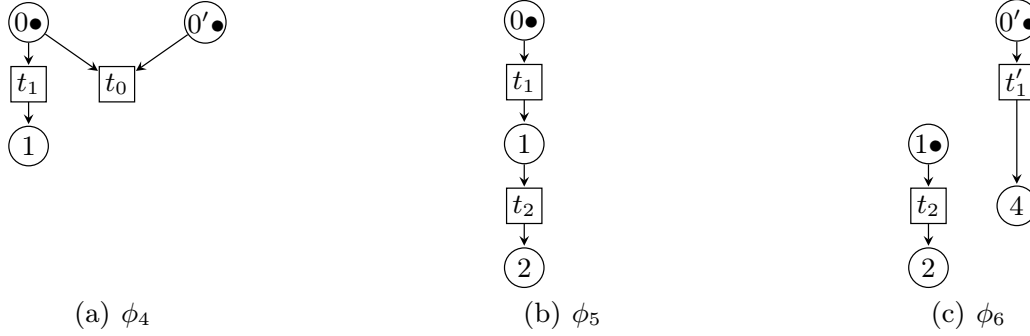 0 0′ 0 0′
t₁ t₀ t₁ t′₁
1 1 1
t₂ t₂ 4
2 2
(a) ϕ₄ (b) ϕ₅ (c) ϕ₆